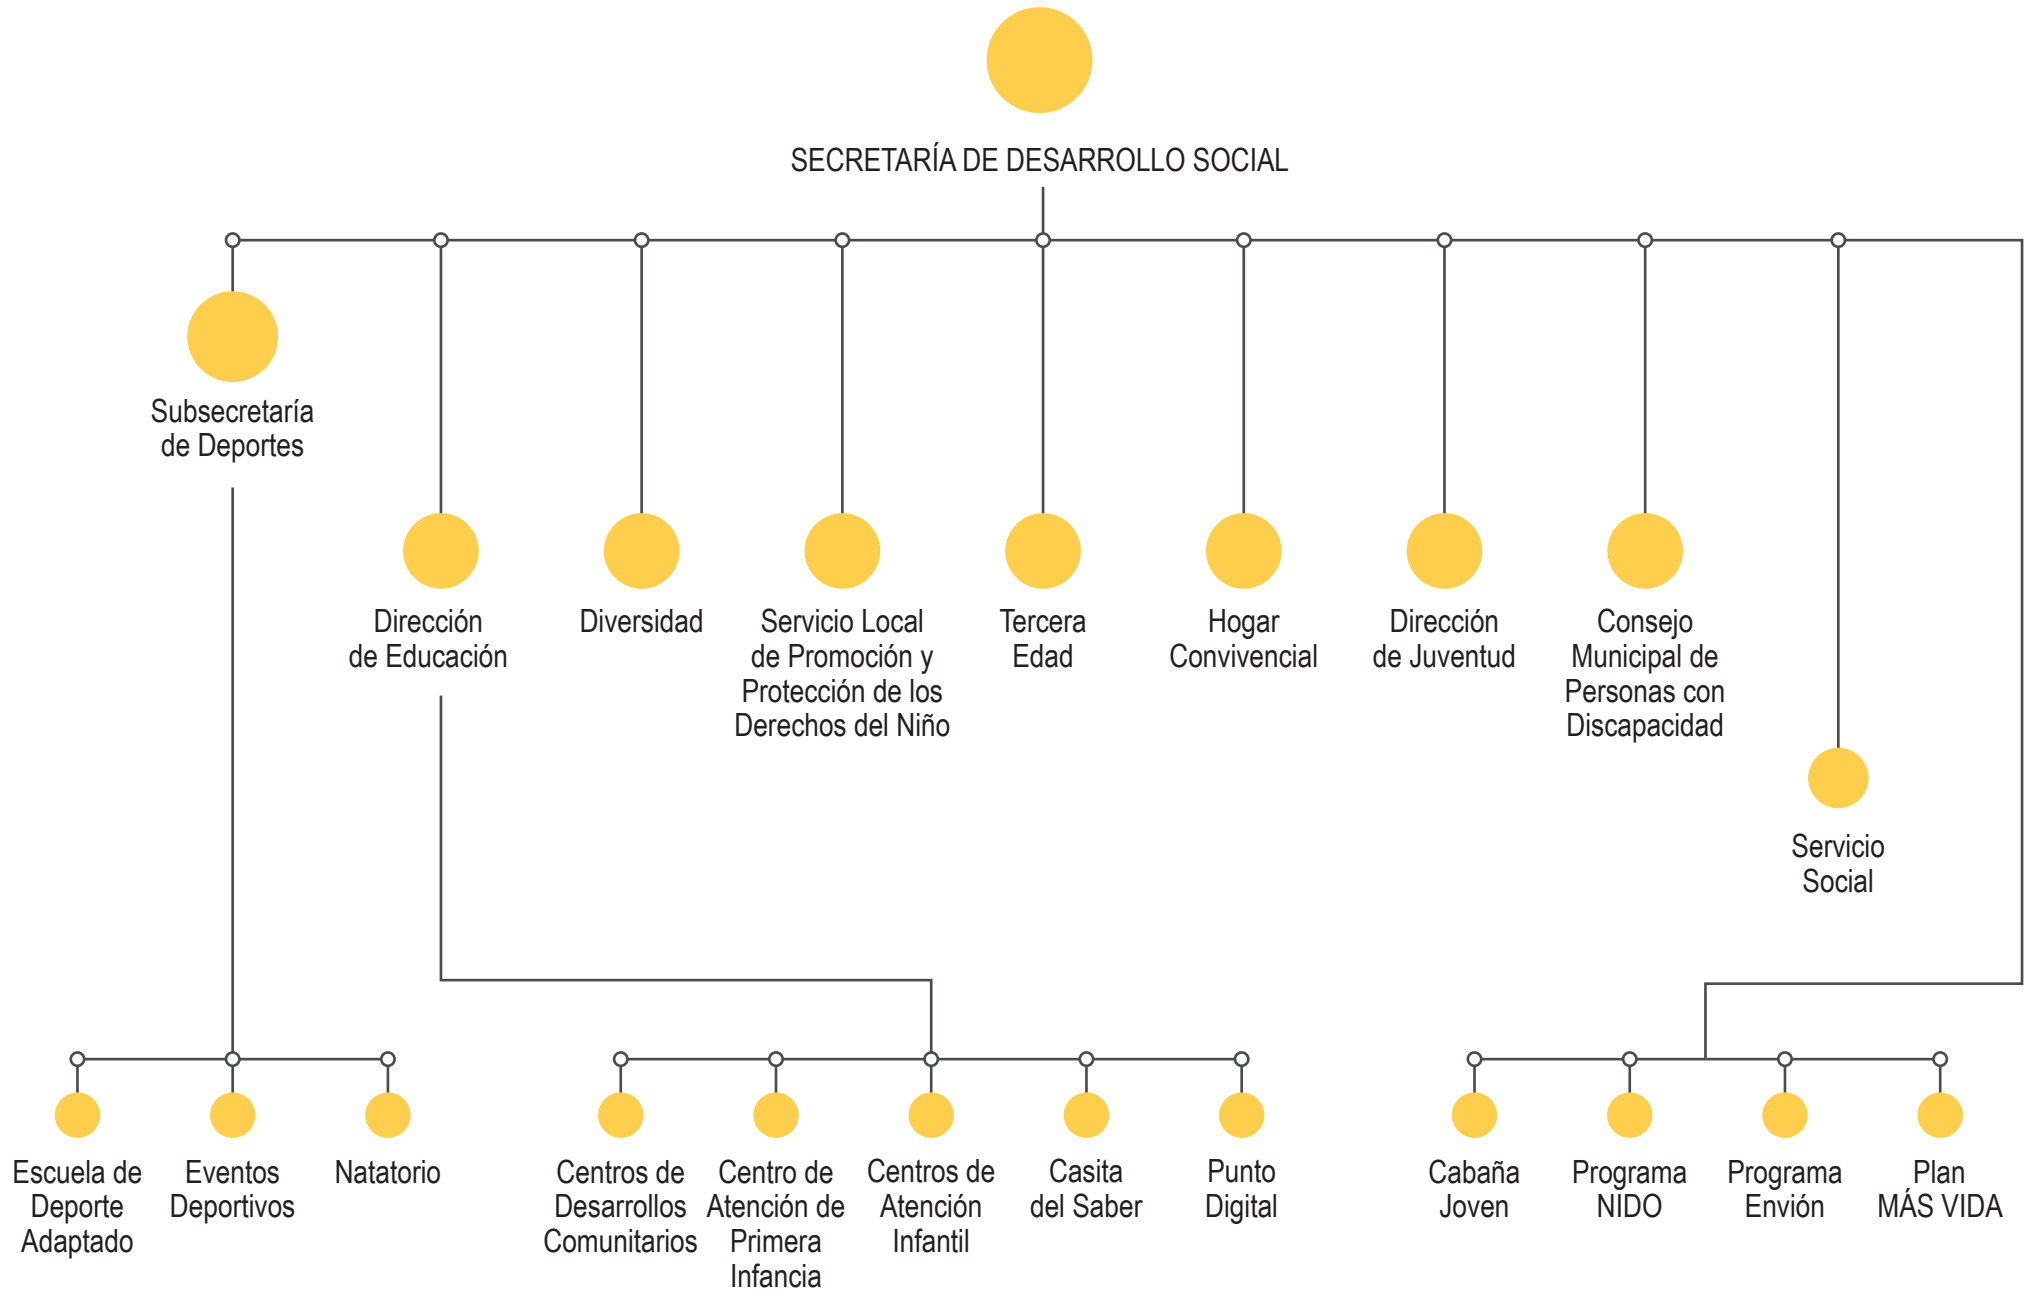 SECRETARÍA DE DESARROLLO SOCIAL
Subsecretaría
de Deportes
Dirección
de Educación
Diversidad
Servicio Local
de Promoción y
Protección de los
Derechos del Niño
Tercera
Edad
Hogar
Convivencial
Dirección
de Juventud
Consejo
Municipal de
Personas con
Discapacidad
Servicio
Social
Escuela de
Deporte
Adaptado
Eventos
Deportivos
Natatorio
Centros de
Desarrollos
Comunitarios
Centro de
Atención de
Primera
Infancia
Centros de
Atención
Infantil
Casita
del Saber
Punto
Digital
Cabaña
Joven
Programa
NIDO
Programa
Envión
Plan
MÁS VIDA